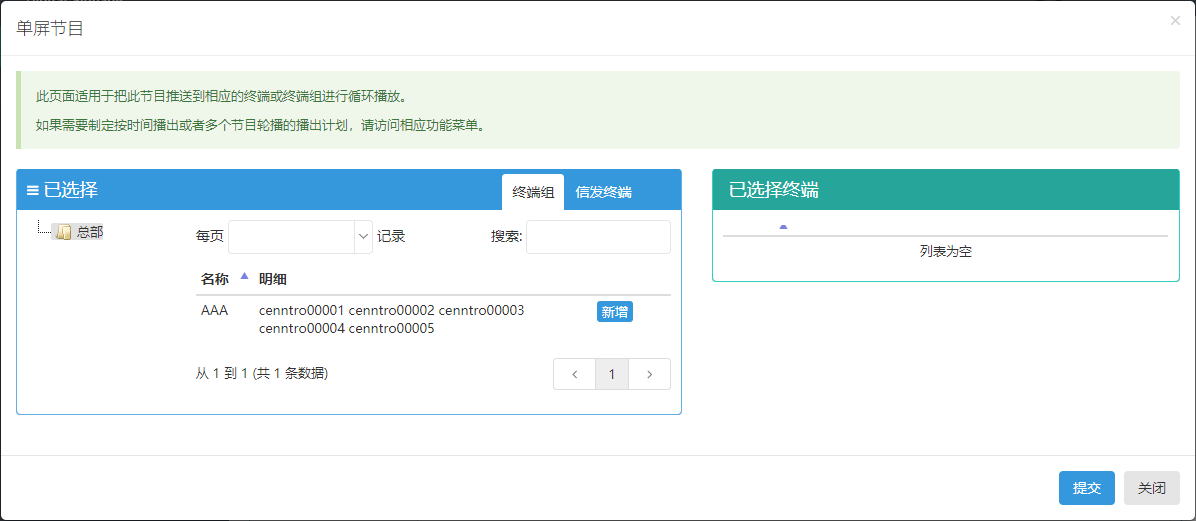 单屏节目
×
此页面适用于把此节目推送到相应的终端或终端组进行循环播放。
如果需要制定按时间播出或者多个节目轮播的播出计划，请访问相应功能菜单。
已选择
终端组 信发终端
已选择终端
总部
每页 记录 搜索:
列表为空
名称 明细
AAA cenntro00001 cenntro00002 cenntro00003 新增
cenntro00004 cenntro00005
从 1 到 1 (共 1 条数据)
1
提交 关闭